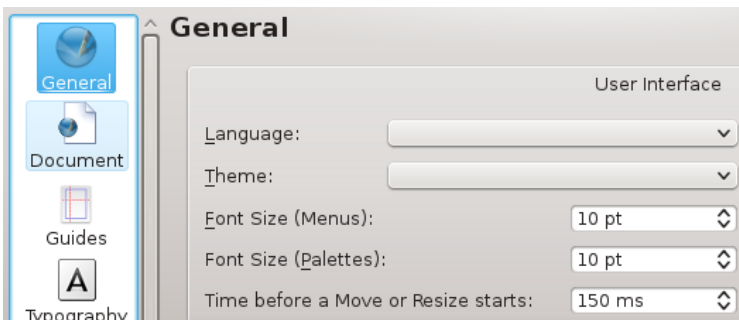 General
General
Document
Guides
Typography
User Interface
Language:
Theme:
Font Size (Menus): 10 pt
Font Size (Palettes): 10 pt
Time before a Move or Resize starts: 150 ms